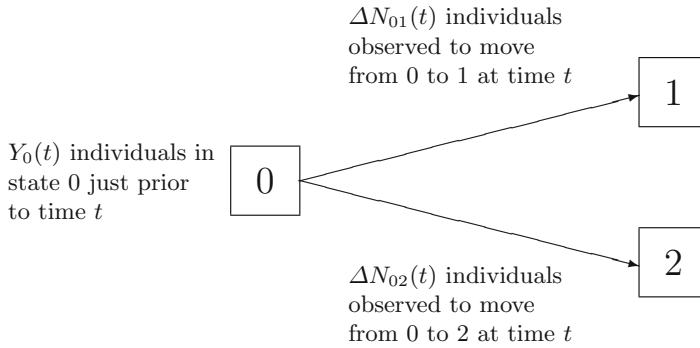 ΔN₀₁(t) individuals
observed to move
from 0 to 1 at time t
1
Y₀(t) individuals in
state 0 just prior
to time t
0
2
ΔN₀₂(t) individuals
observed to move
from 0 to 2 at time t